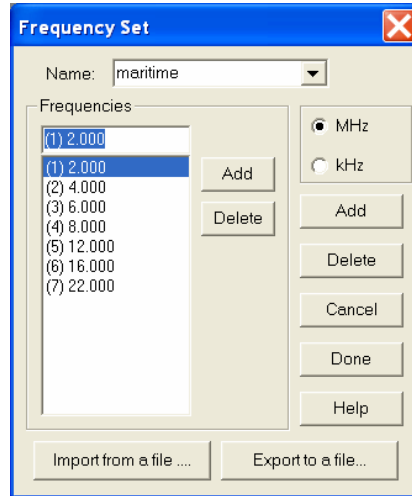 Frequency Set
Name: maritime
Frequencies
(1) 2.000
(1) 2.000
(2) 4.000
(3) 6.000
(4) 8.000
(5) 12.000
(6) 16.000
(7) 22.000
Add
Delete
MHz
kHz
Add
Delete
Cancel
Done
Help
Import from a file ....
Export to a file...